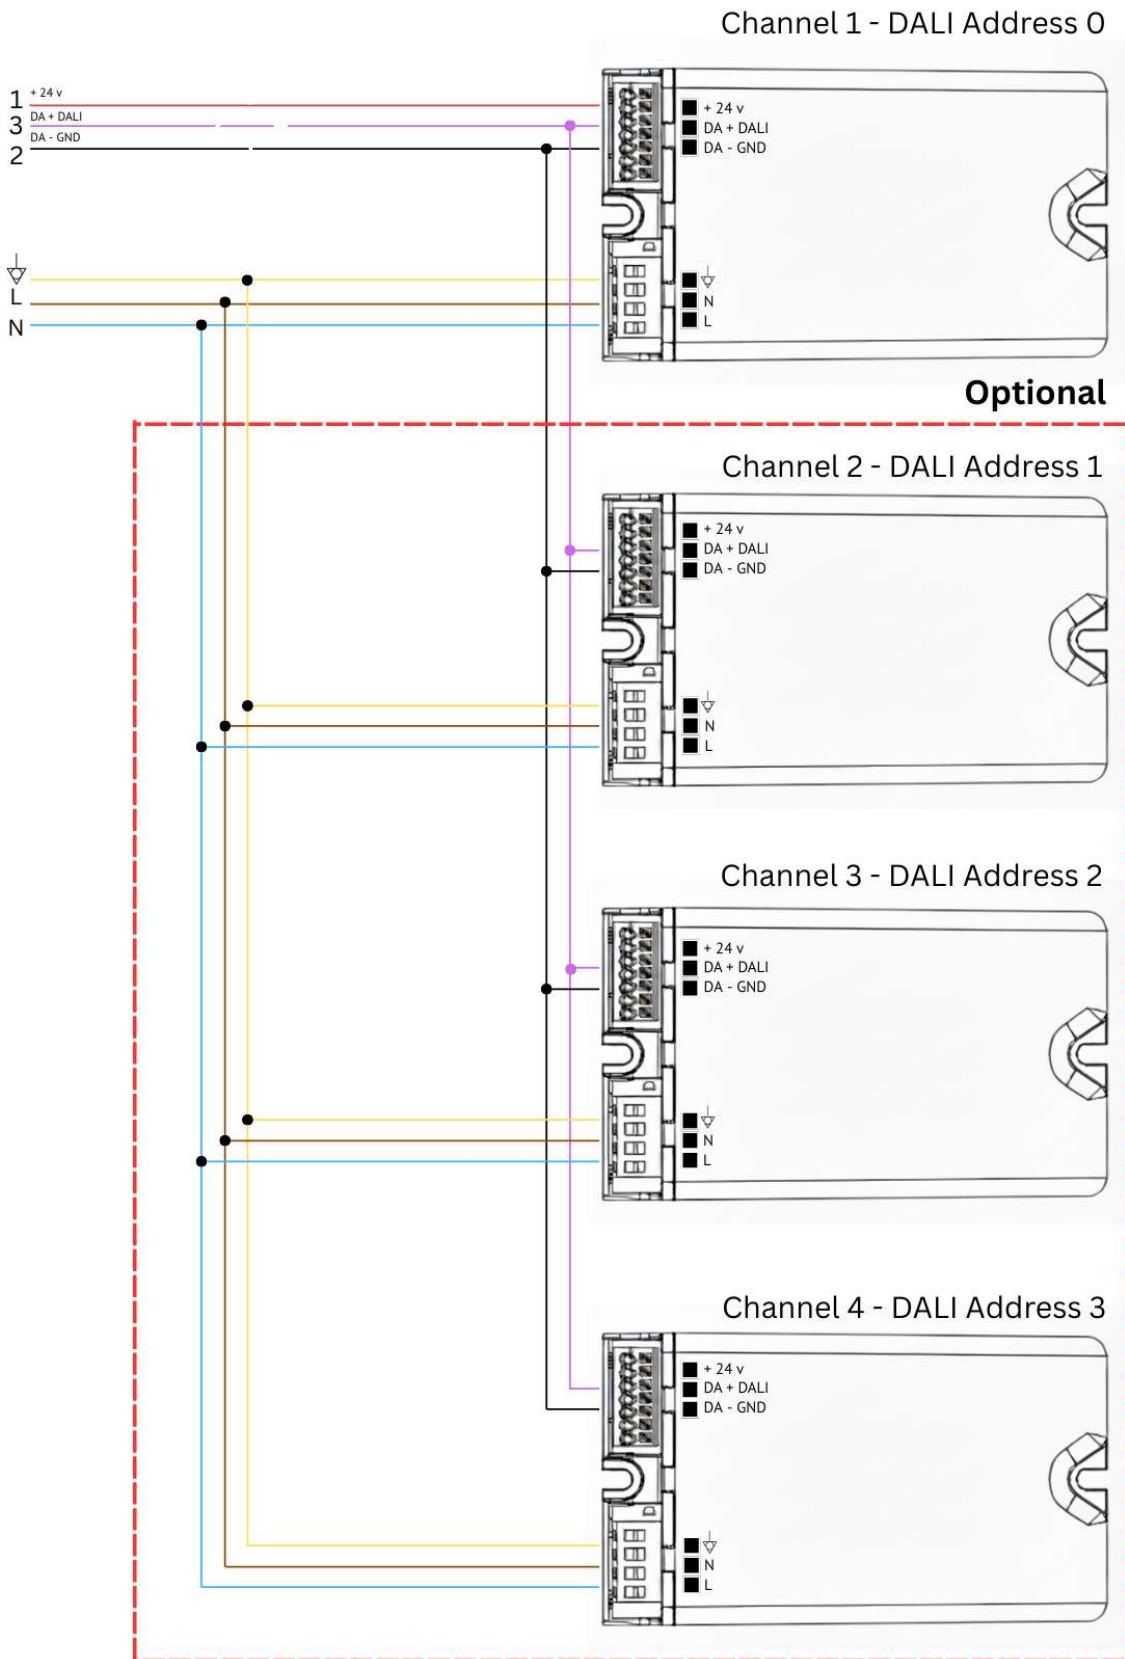 Channel 1 - DALI Address 0
1 + 24 v
3 DA + DALI
2 DA - GND
+ 24 v
DA + DALI
DA - GND
L
N
N
L
Optional
Channel 2 - DALI Address 1
+ 24 v
DA + DALI
DA - GND
N
L
Channel 3 - DALI Address 2
+ 24 v
DA + DALI
DA - GND
N
L
Channel 4 - DALI Address 3
+ 24 v
DA + DALI
DA - GND
N
L